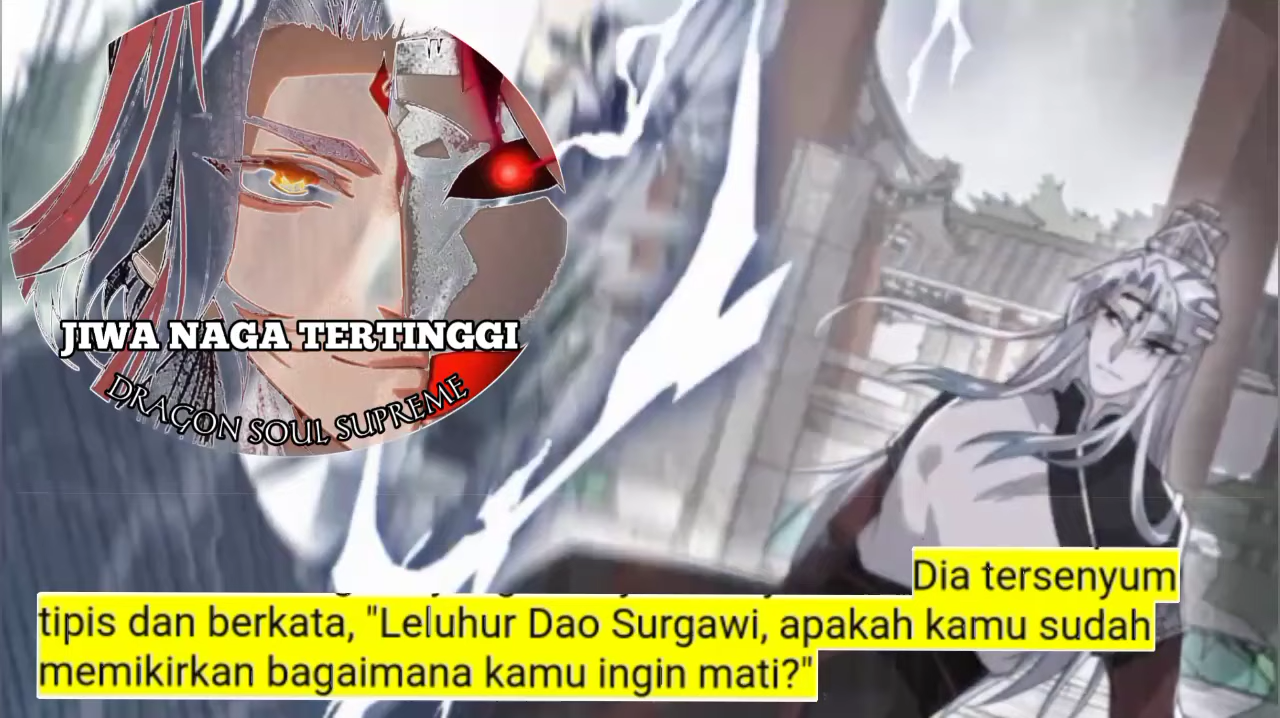 JIWA NAGA TERTINGGI
DRAGON SOUL SUPREME
Dia tersenyum
tipis dan berkata, "Leluhur Dao Surgawi, apakah kamu sudah
memikirkan bagaimana kamu ingin mati?"